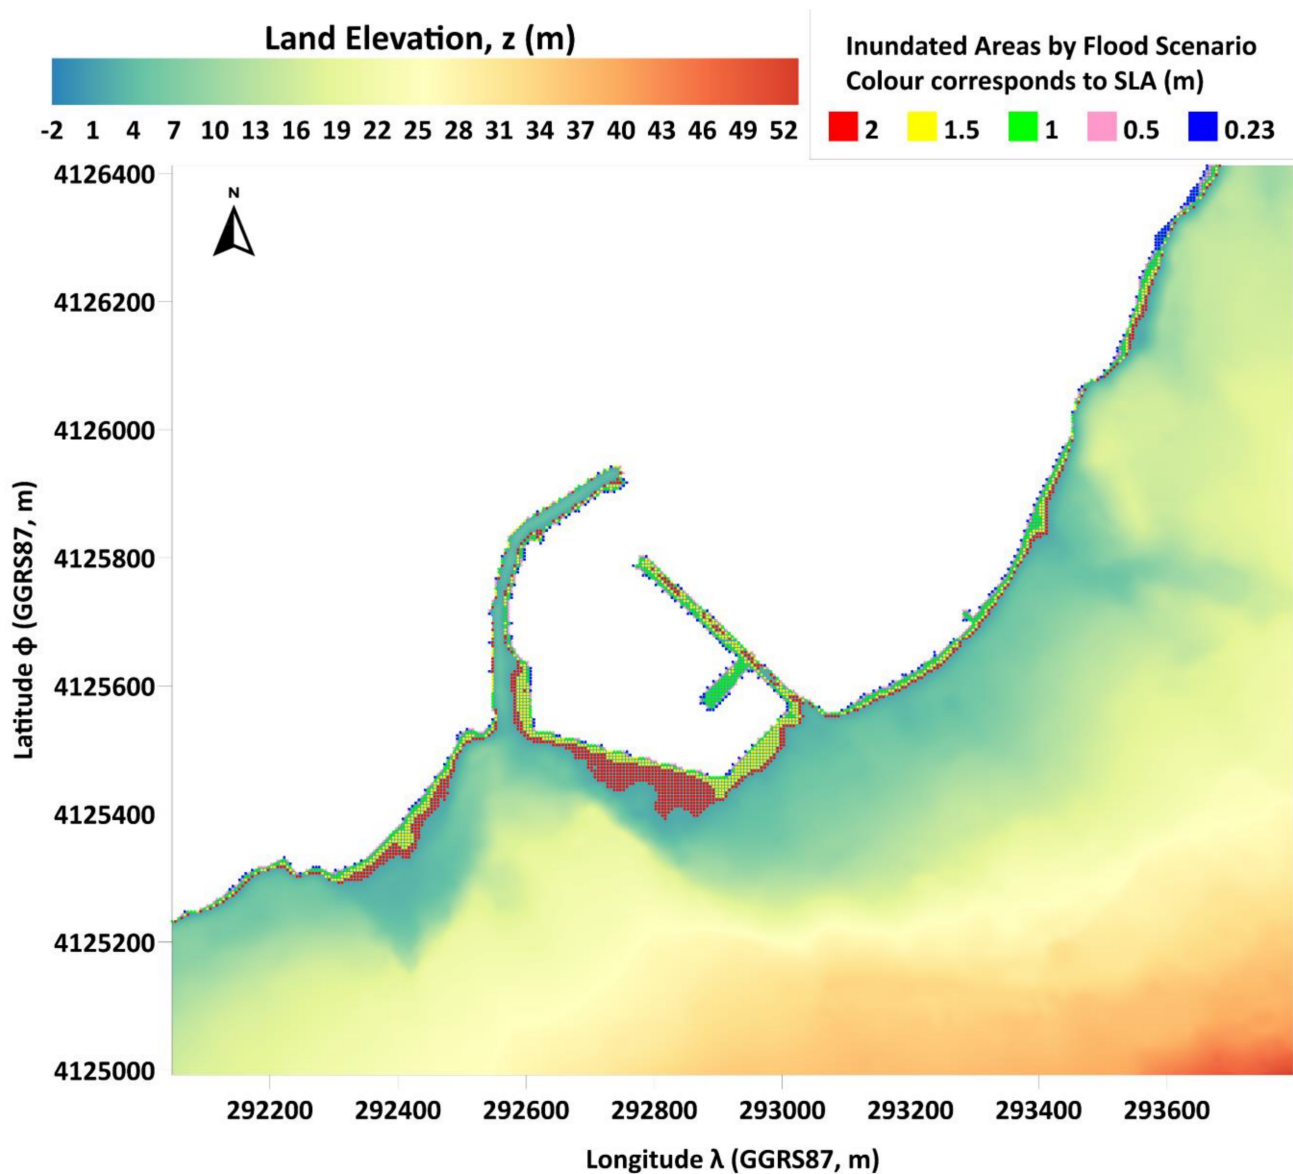 Land Elevation, z (m)
-2 1 4 7 10 13 16 19 22 25 28 31 34 37 40 43 46 49 52
Inundated Areas by Flood Scenario
Colour corresponds to SLA (m)
2 1.5 1 0.5 0.23
N
4126400
4126200
4126000
4125800
4125600
4125400
4125200
4125000
Latitude φ (GGRS87, m)
292200 292400 292600 292800 293000 293200 293400 293600
Longitude λ (GGRS87, m)